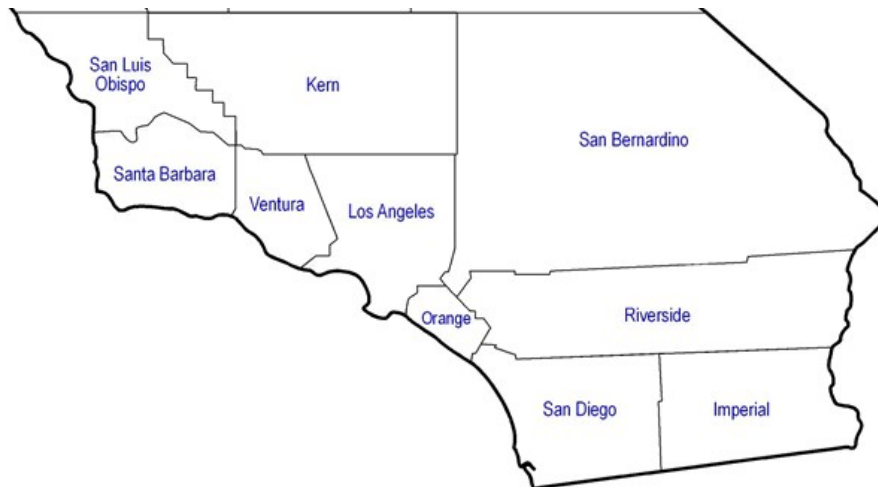 San Luis
Obispo
Kern
San Bernardino
Santa Barbara
Ventura
Los Angeles
Orange
Riverside
San Diego
Imperial